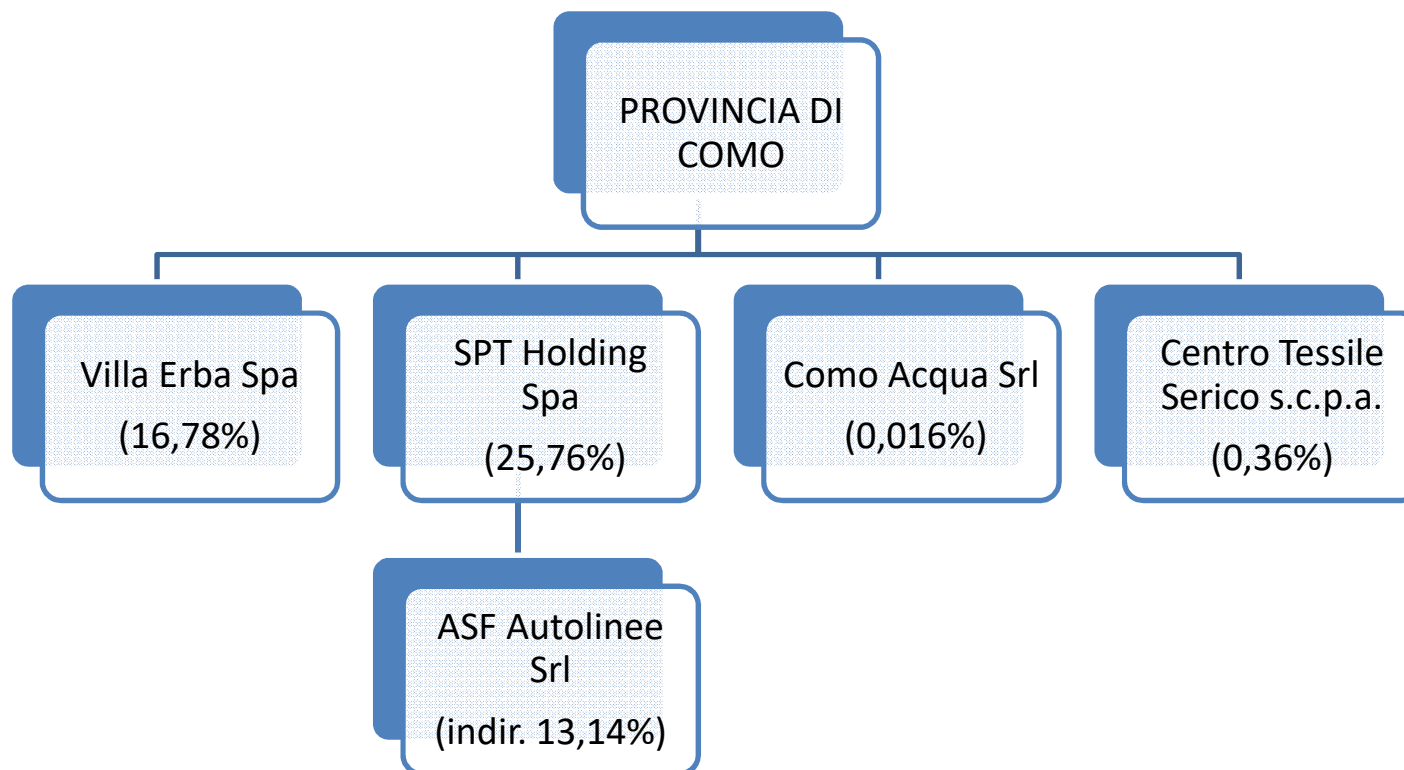 PROVINCIA DI
COMO
Villa Erba Spa
(16,78%)
SPT Holding
Spa
(25,76%)
Como Acqua Srl
(0,016%)
Centro Tessile
Serico s.c.p.a.
(0,36%)
ASF Autolinee
Srl
(indir. 13,14%)